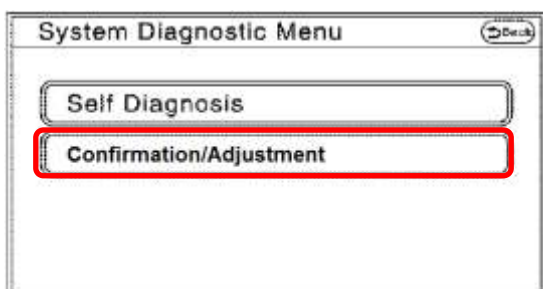 System Diagnostic Menu
Back
Self Diagnosis
Confirmation/Adjustment